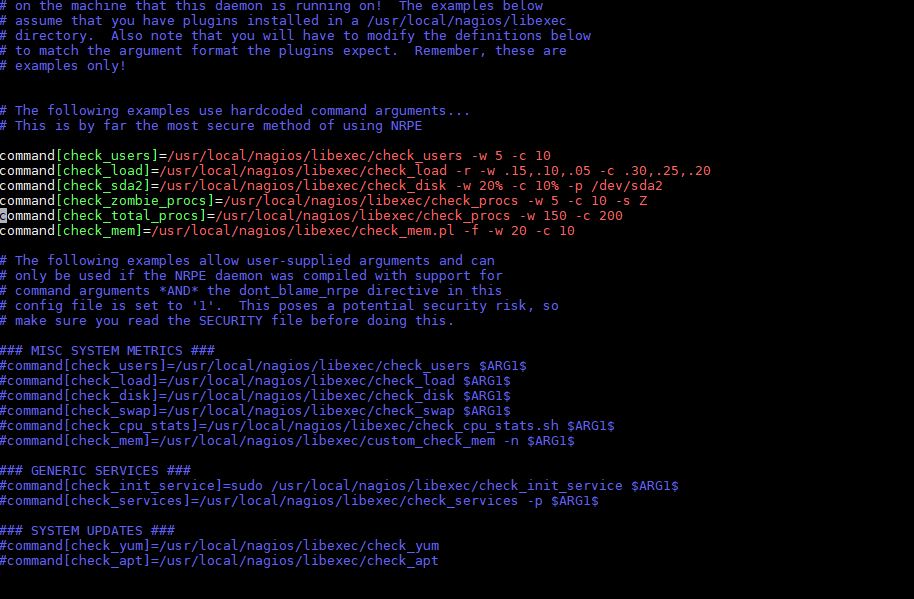 # on the machine that this daemon is running on!  The examples below
# assume that you have plugins installed in a /usr/local/nagios/libexec
# directory.  Also note that you will have to modify the definitions below
# to match the argument format the plugins expect.  Remember, these are
# examples only!
# The following examples use hardcoded command arguments...
# This is by far the most secure method of using NRPE
command[check_users]=/usr/local/nagios/libexec/check_users -w 5 -c 10
command[check_load]=/usr/local/nagios/libexec/check_load -r -w .15,.10,.05 -c .30,.25,.20
command[check_sda2]=/usr/local/nagios/libexec/check_disk -w 20% -c 10% -p /dev/sda2
command[check_zombie_procs]=/usr/local/nagios/libexec/check_procs -w 5 -c 10 -s Z
command[check_total_procs]=/usr/local/nagios/libexec/check_procs -w 150 -c 200
command[check_mem]=/usr/local/nagios/libexec/check_mem.pl -f -w 20 -c 10
# The following examples allow user-supplied arguments and can
# only be used if the NRPE daemon was compiled with support for
# command arguments *AND* the dont_blame_nrpe directive in this
# config file is set to '1'.  This poses a potential security risk, so
# make sure you read the SECURITY file before doing this.
### MISC SYSTEM METRICS ###
#command[check_users]=/usr/local/nagios/libexec/check_users $ARG1$
#command[check_load]=/usr/local/nagios/libexec/check_load $ARG1$
#command[check_disk]=/usr/local/nagios/libexec/check_disk $ARG1$
#command[check_swap]=/usr/local/nagios/libexec/check_swap $ARG1$
#command[check_cpu_stats]=/usr/local/nagios/libexec/check_cpu_stats.sh $ARG1$
#command[check_mem]=/usr/local/nagios/libexec/custom_check_mem -n $ARG1$
### GENERIC SERVICES ###
#command[check_init_service]=sudo /usr/local/nagios/libexec/check_init_service $ARG1$
#command[check_services]=/usr/local/nagios/libexec/check_services -p $ARG1$
### SYSTEM UPDATES ###
#command[check_yum]=/usr/local/nagios/libexec/check_yum
#command[check_apt]=/usr/local/nagios/libexec/check_apt